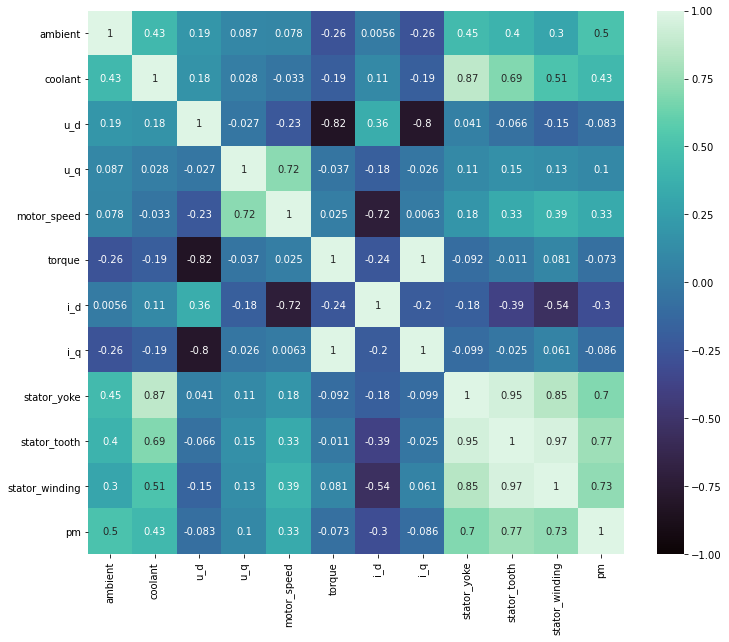 ambient 1 0.43 0.19 0.087 0.078 -0.26 0.0056 -0.26 0.45 0.4 0.3 0.5
coolant 0.43 1 0.18 0.028 -0.033 -0.19 0.11 -0.19 0.87 0.69 0.51 0.43
u_d 0.19 0.18 1 -0.027 -0.23 -0.82 0.36 -0.8 0.041 -0.066 -0.15 -0.083
u_q 0.087 0.028 -0.027 1 0.72 -0.037 -0.18 -0.026 0.11 0.15 0.13 0.1
motor_speed 0.078 -0.033 -0.23 0.72 1 0.025 -0.72 0.0063 0.18 0.33 0.39 0.33
torque -0.26 -0.19 -0.82 -0.037 0.025 1 -0.24 1 -0.092 -0.011 0.081 -0.073
i_d 0.0056 0.11 0.36 -0.18 -0.72 -0.24 1 -0.2 -0.18 -0.39 -0.54 -0.3
i_q -0.26 -0.19 -0.8 -0.026 0.0063 1 -0.2 1 -0.099 -0.025 0.061 -0.086
stator_yoke 0.45 0.87 0.041 0.11 0.18 -0.092 -0.18 -0.099 1 0.95 0.85 0.7
stator_tooth 0.4 0.69 -0.066 0.15 0.33 -0.011 -0.39 -0.025 0.95 1 0.97 0.77
stator_winding 0.3 0.51 -0.15 0.13 0.39 0.081 -0.54 0.061 0.85 0.97 1 0.73
pm 0.5 0.43 -0.083 0.1 0.33 -0.073 -0.3 -0.086 0.7 0.77 0.73 1
ambient coolant u_d u_q motor_speed torque i_d i_q stator_yoke stator_tooth stator_winding pm
1.00
0.75
0.50
0.25
0.00
−0.25
−0.50
−0.75
−1.00